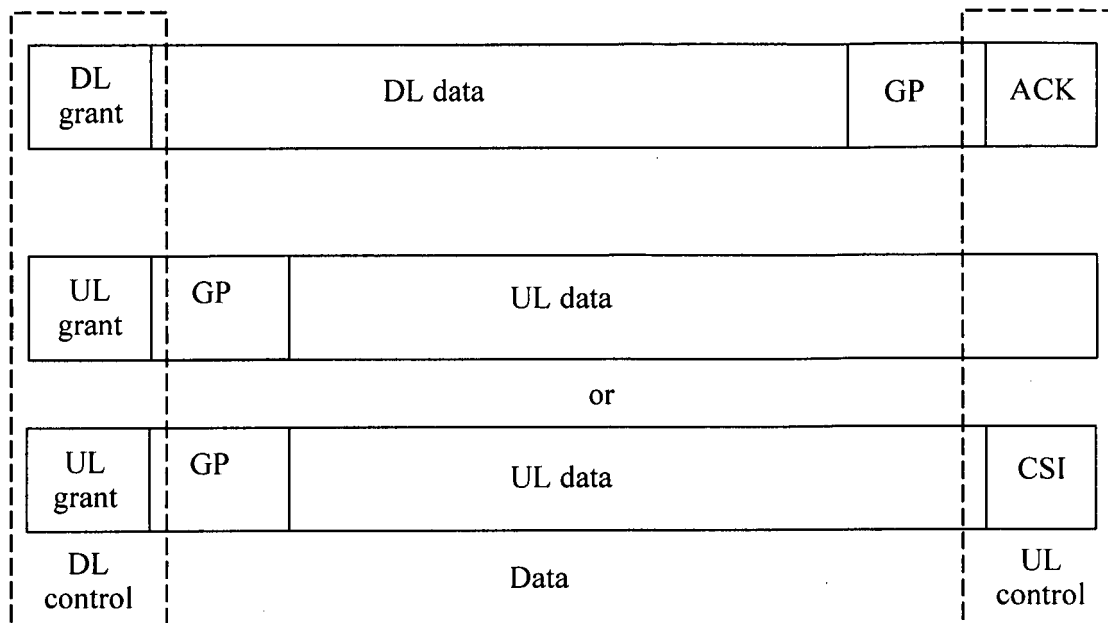 DL grant
DL data
GP
ACK
UL grant
GP
UL data
or
UL grant
GP
UL data
CSI
DL control
Data
UL control